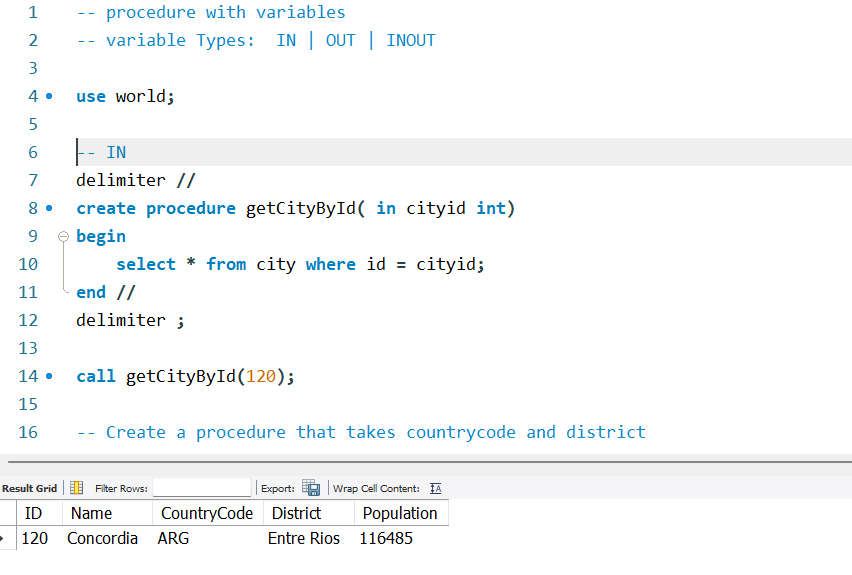 1 -- procedure with variables
2 -- variable Types:  IN | OUT | INOUT
3
4 use world;
5
6 -- IN
7 delimiter //
8 create procedure getCityById( in cityid int)
9 begin
10     select * from city where id = cityid;
11 end //
12 delimiter ;
13
14 call getCityById(120);
15
16 -- Create a procedure that takes countrycode and district
Result Grid Filter Rows: Export: Wrap Cell Content: IA
ID Name CountryCode District Population
120 Concordia ARG Entre Rios 116485